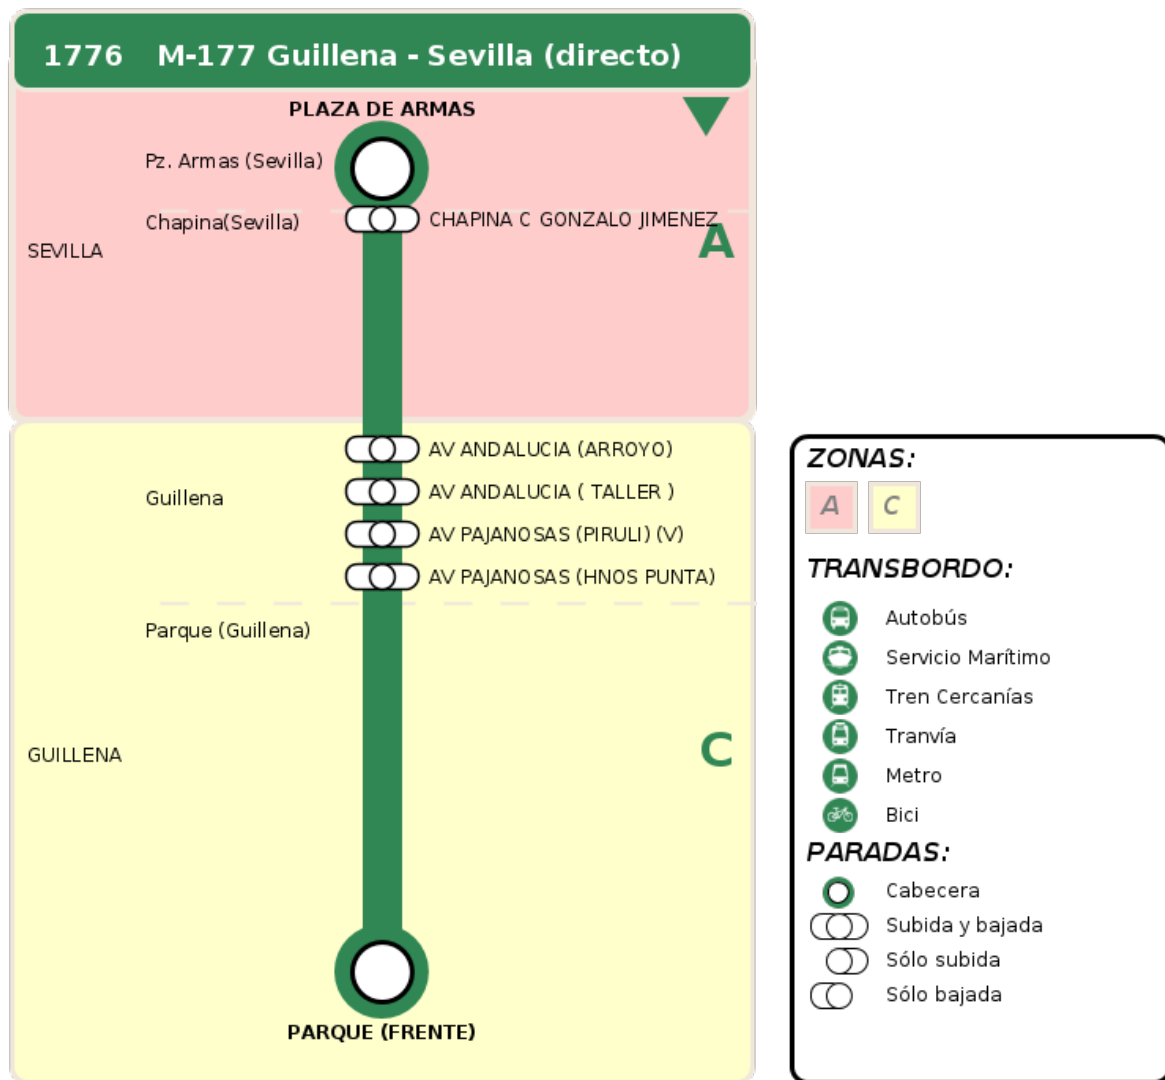 1776 M-177 Guillena - Sevilla (directo)
PLAZA DE ARMAS
Pz. Armas (Sevilla)
Chapina(Sevilla)
CHAPINA C GONZALO JIMENEZ
A
SEVILLA
AV ANDALUCIA (ARROYO)
AV ANDALUCIA ( TALLER )
Guillena
AV PAJANOSAS (PIRULI) (V)
AV PAJANOSAS (HNOS PUNTA)
Parque (Guillena)
GUILLENA
C
PARQUE (FRENTE)
ZONAS:
A C
TRANSBORDO:
Autobús
Servicio Marítimo
Tren Cercanías
Tranvía
Metro
Bici
PARADAS:
Cabecera
Subida y bajada
Sólo subida
Sólo bajada